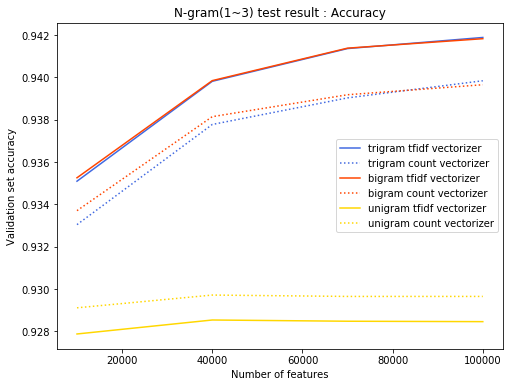 N-gram(1~3) test result : Accuracy
0.942
0.940
0.938
0.936
0.934
0.932
0.930
0.928
Validation set accuracy
trigram tfidf vectorizer
trigram count vectorizer
bigram tfidf vectorizer
bigram count vectorizer
unigram tfidf vectorizer
unigram count vectorizer
20000 40000 60000 80000 100000
Number of features